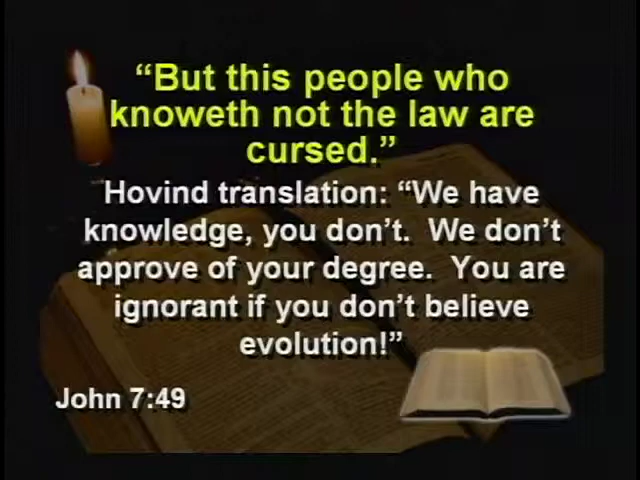 “But this people who
knoweth not the law are
cursed.”
Hovind translation: “We have
knowledge, you don’t. We don’t
approve of your degree. You are
ignorant if you don’t believe
evolution!”
John 7:49